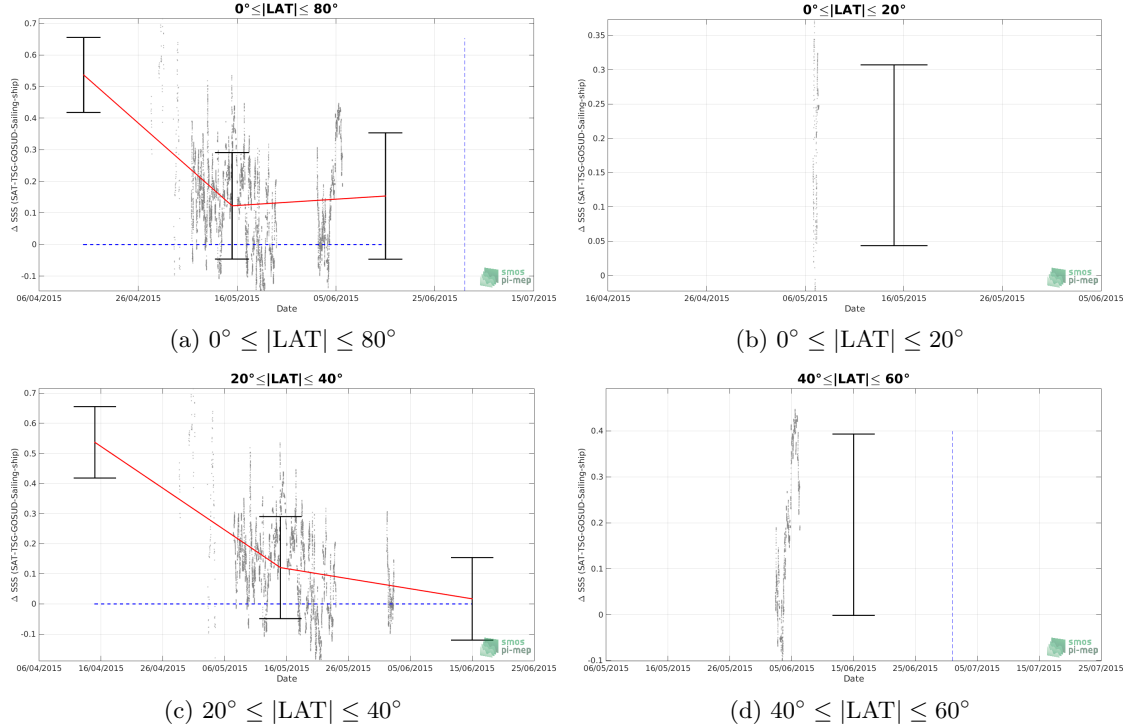 0°≤|LAT|≤ 80°
Δ SSS (SAT-TSG-GOSUD-Sailing-ship)
0.7
0.6
0.5
0.4
0.3
0.2
0.1
0
-0.1
06/04/2015 26/04/2015 16/05/2015 05/06/2015 25/06/2015 15/07/2015
Date
smos
pi-mep
(a) 0° ≤ |LAT| ≤ 80°
0°≤|LAT|≤ 20°
Δ SSS (SAT-TSG-GOSUD-Sailing-ship)
0.35
0.3
0.25
0.2
0.15
0.1
0.05
0
16/04/2015 26/04/2015 06/05/2015 16/05/2015 26/05/2015 05/06/2015
Date
smos
pi-mep
(b) 0° ≤ |LAT| ≤ 20°
20°≤|LAT|≤ 40°
Δ SSS (SAT-TSG-GOSUD-Sailing-ship)
0.7
0.6
0.5
0.4
0.3
0.2
0.1
0
-0.1
06/04/2015 16/04/2015 26/04/2015 06/05/2015 16/05/2015 26/05/2015 05/06/2015 15/06/2015 25/06/2015
Date
smos
pi-mep
(c) 20° ≤ |LAT| ≤ 40°
40°≤|LAT|≤ 60°
Δ SSS (SAT-TSG-GOSUD-Sailing-ship)
0.4
0.3
0.2
0.1
0
-0.1
06/05/2015 16/05/2015 26/05/2015 05/06/2015 15/06/2015 25/06/2015 05/07/2015 15/07/2015 25/07/2015
Date
smos
pi-mep
(d) 40° ≤ |LAT| ≤ 60°